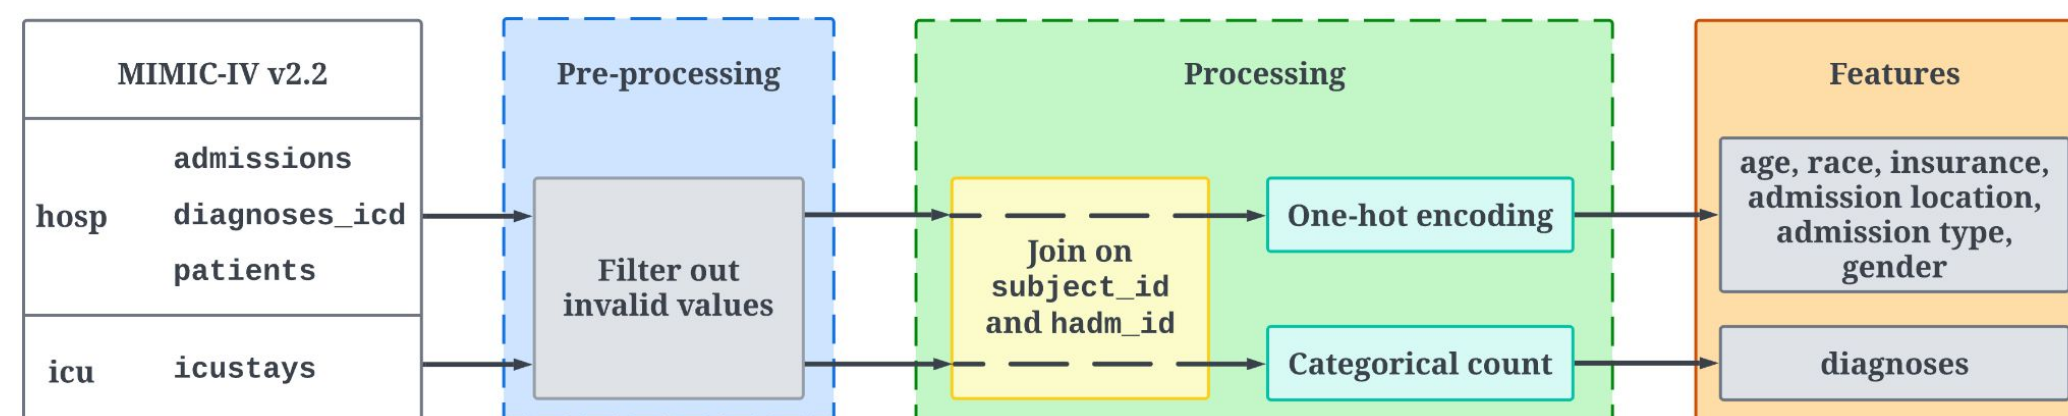 MIMIC-IV v2.2
hosp
admissions
diagnoses_icd
patients
icu
icustays
Pre-processing
Filter out
invalid values
Processing
Join on
subject_id
and hadm_id
One-hot encoding
Categorical count
Features
age, race, insurance,
admission location,
admission type,
gender
diagnoses